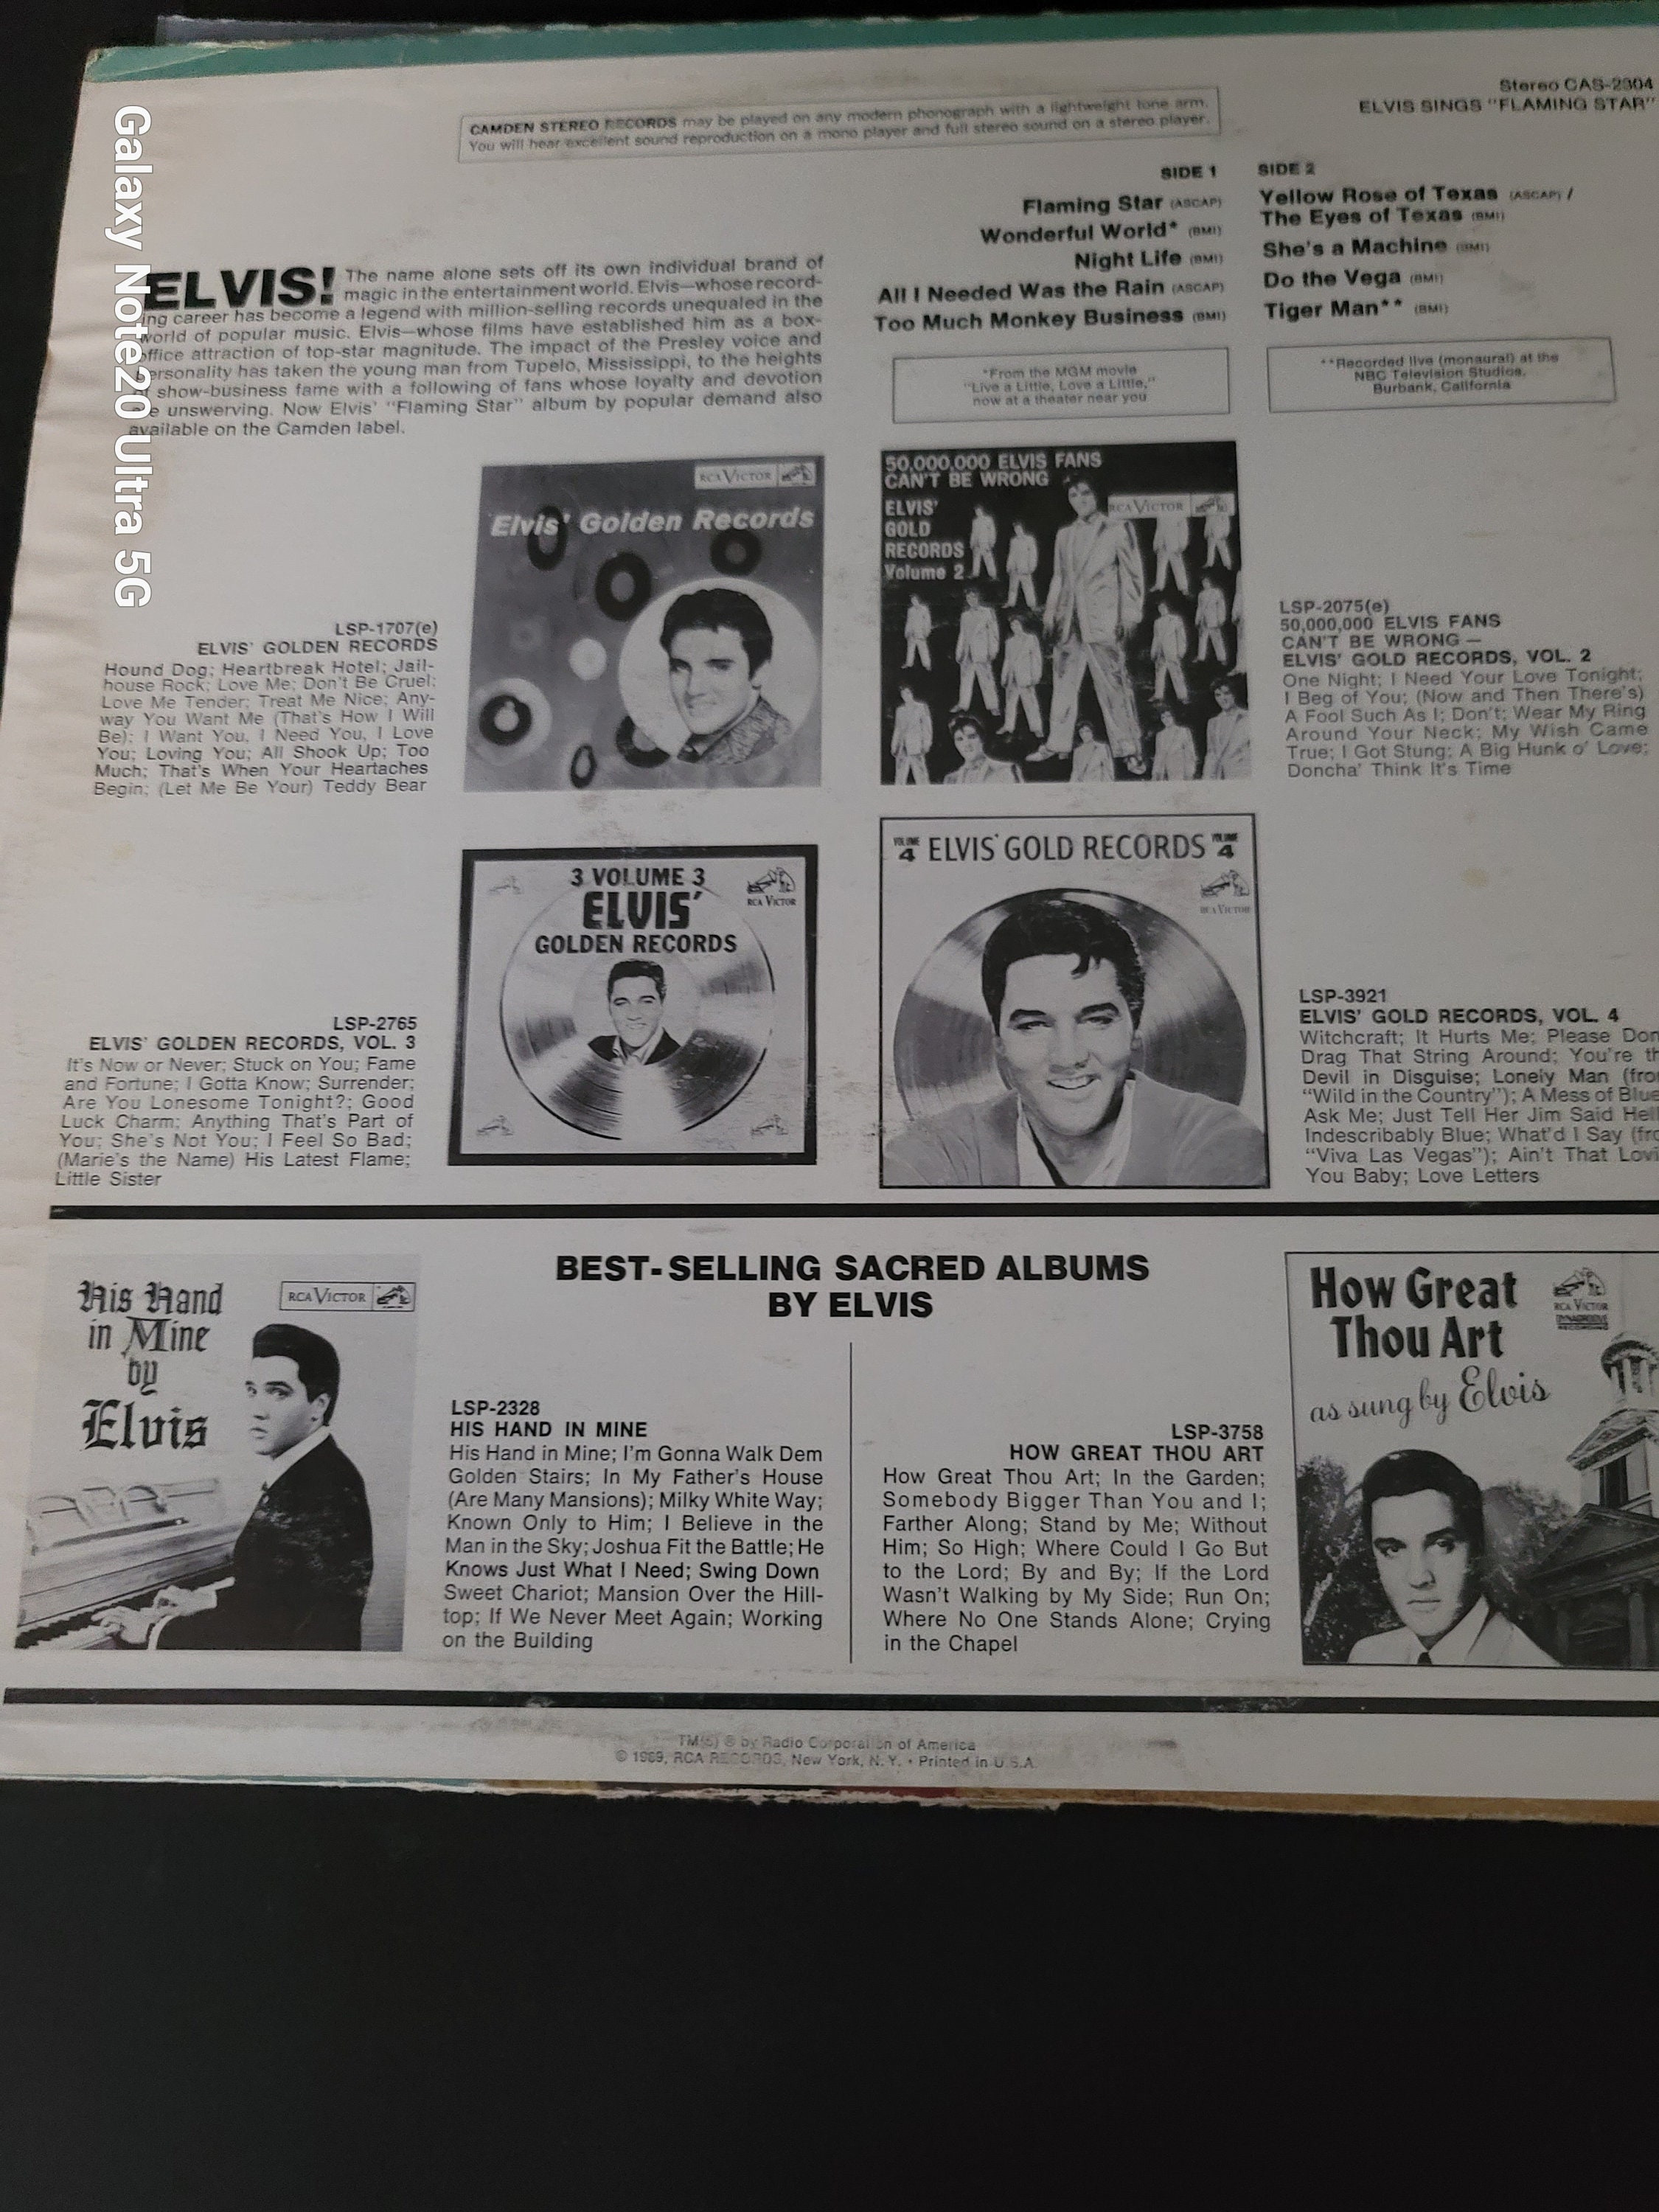 Galaxy Note20 Ultra 5G
Stereo CAS-2304
ELVIS SINGS "FLAMING STAR"
CAMDEN STEREO RECORDS may be played on any modern phonograph with a lightweight tone arm.
You will hear excellent sound reproduction on a mono player and full stereo sound on a stereo player.
SIDE 1
Flaming Star (ASCAP)
Wonderful World* (BMI)
Night Life (BMI)
All I Needed Was the Rain (ASCAP)
Too Much Monkey Business (BMI)
*From the MGM movie
"Live a Little, Love a Little,"
now at a theater near you
SIDE 2
Yellow Rose of Texas (ASCAP) /
The Eyes of Texas (BMI)
She's a Machine (BMI)
Do the Vega (BMI)
Tiger Man** (BMI)
**Recorded live (monaural) at the
NBC Television Studios,
Burbank, California
ELVIS! The name alone sets off its own individual brand of
magic in the entertainment world. Elvis—whose record-
ing career has become a legend with million-selling records unequaled in the
world of popular music. Elvis—whose films have established him as a box-
office attraction of top-star magnitude. The impact of the Presley voice and
personality has taken the young man from Tupelo, Mississippi, to the heights
of show-business fame with a following of fans whose loyalty and devotion
are unswerving. Now Elvis' "Flaming Star" album by popular demand also
available on the Camden label.
RCA VICTOR
Elvis' Golden Records
LSP-1707(e)
ELVIS' GOLDEN RECORDS
Hound Dog; Heartbreak Hotel; Jail-
house Rock; Love Me; Don't Be Cruel;
Love Me Tender; Treat Me Nice; Any-
way You Want Me (That's How I Will
Be); I Want You, I Need You, I Love
You; Loving You; All Shook Up; Too
Much; That's When Your Heartaches
Begin; (Let Me Be Your) Teddy Bear
50,000,000 ELVIS FANS
CAN'T BE WRONG
ELVIS'
GOLD
RECORDS
Volume 2
RCA VICTOR
LSP-2075(e)
50,000,000 ELVIS FANS
CAN'T BE WRONG —
ELVIS' GOLD RECORDS, VOL. 2
One Night; I Need Your Love Tonight;
I Beg of You; (Now and Then There's)
A Fool Such As I; Don't; Wear My Ring
Around Your Neck; My Wish Came
True; I Got Stung; A Big Hunk o' Love;
Doncha' Think It's Time
3 VOLUME 3
ELVIS'
GOLDEN RECORDS
RCA VICTOR
LSP-2765
ELVIS' GOLDEN RECORDS, VOL. 3
It's Now or Never; Stuck on You; Fame
and Fortune; I Gotta Know; Surrender;
Are You Lonesome Tonight?; Good
Luck Charm; Anything That's Part of
You; She's Not You; I Feel So Bad;
(Marie's the Name) His Latest Flame;
Little Sister
VOLUME 4 ELVIS' GOLD RECORDS VOLUME 4
RCA VICTOR
LSP-3921
ELVIS' GOLD RECORDS, VOL. 4
Witchcraft; It Hurts Me; Please Don
Drag That String Around; You're th
Devil in Disguise; Lonely Man (fro
"Wild in the Country"); A Mess of Blue
Ask Me; Just Tell Her Jim Said Hell
Indescribably Blue; What'd I Say (fro
"Viva Las Vegas"); Ain't That Lovi
You Baby; Love Letters
BEST-SELLING SACRED ALBUMS
BY ELVIS
His Hand
in Mine
by
Elvis
RCA VICTOR
LSP-2328
HIS HAND IN MINE
His Hand in Mine; I'm Gonna Walk Dem
Golden Stairs; In My Father's House
(Are Many Mansions); Milky White Way;
Known Only to Him; I Believe in the
Man in the Sky; Joshua Fit the Battle; He
Knows Just What I Need; Swing Down
Sweet Chariot; Mansion Over the Hill-
top; If We Never Meet Again; Working
on the Building
LSP-3758
HOW GREAT THOU ART
How Great Thou Art; In the Garden;
Somebody Bigger Than You and I;
Farther Along; Stand by Me; Without
Him; So High; Where Could I Go But
to the Lord; By and By; If the Lord
Wasn't Walking by My Side; Run On;
Where No One Stands Alone; Crying
in the Chapel
How Great
Thou Art
as sung by Elvis
RCA VICTOR
DYNAGROOVE
RECORDING
TM(s) ® by Radio Corporation of America
© 1969, RCA RECORDS, New York, N. Y. • Printed in U.S.A.